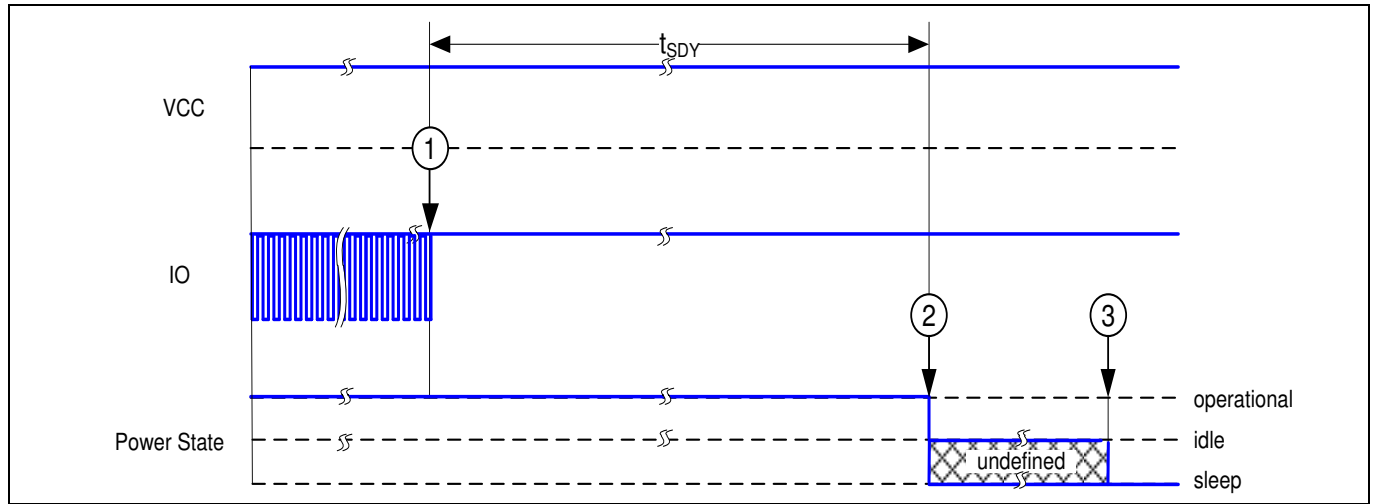 tSDY
VCC
1
IO
2
3
operational
Power State
idle
undefined
sleep